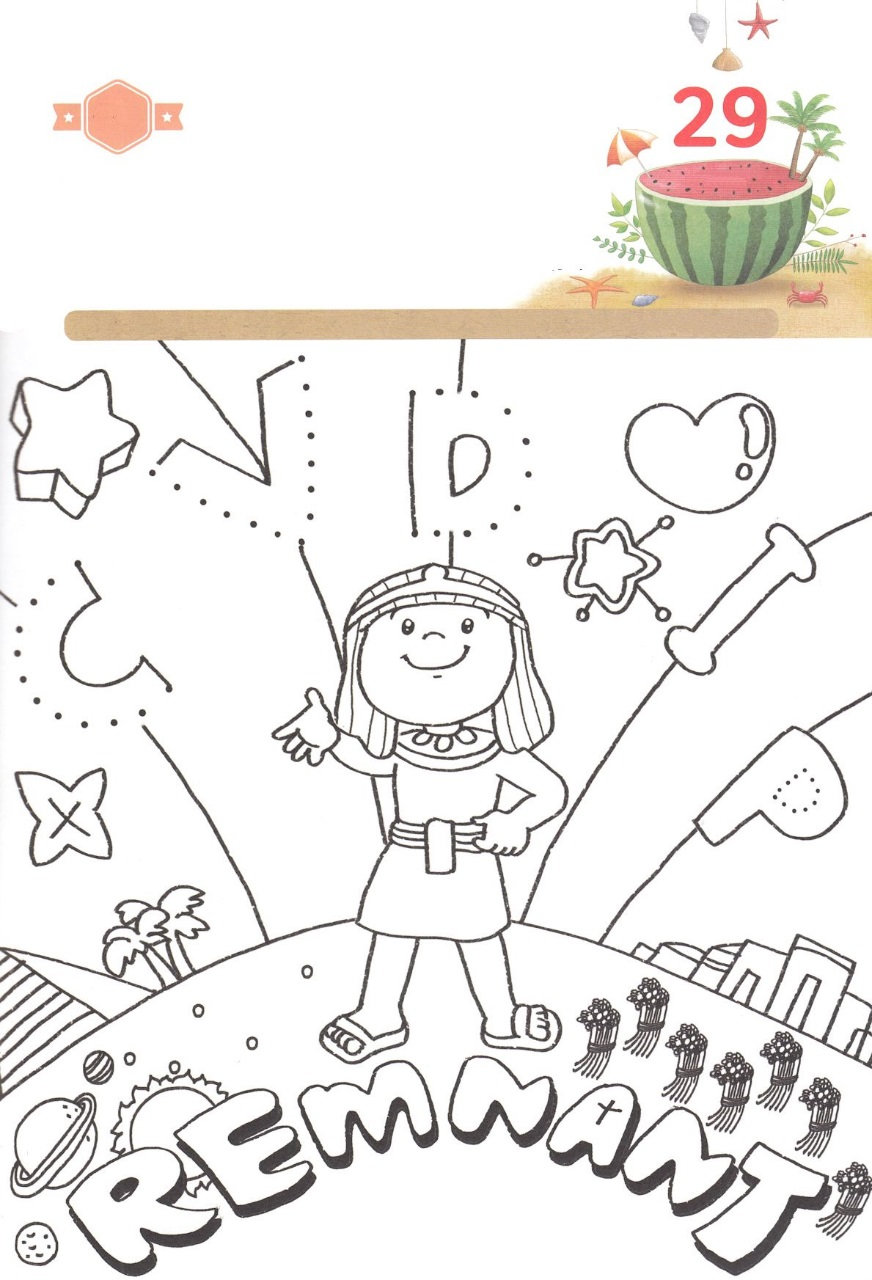 29
C V D I P
REMNANT